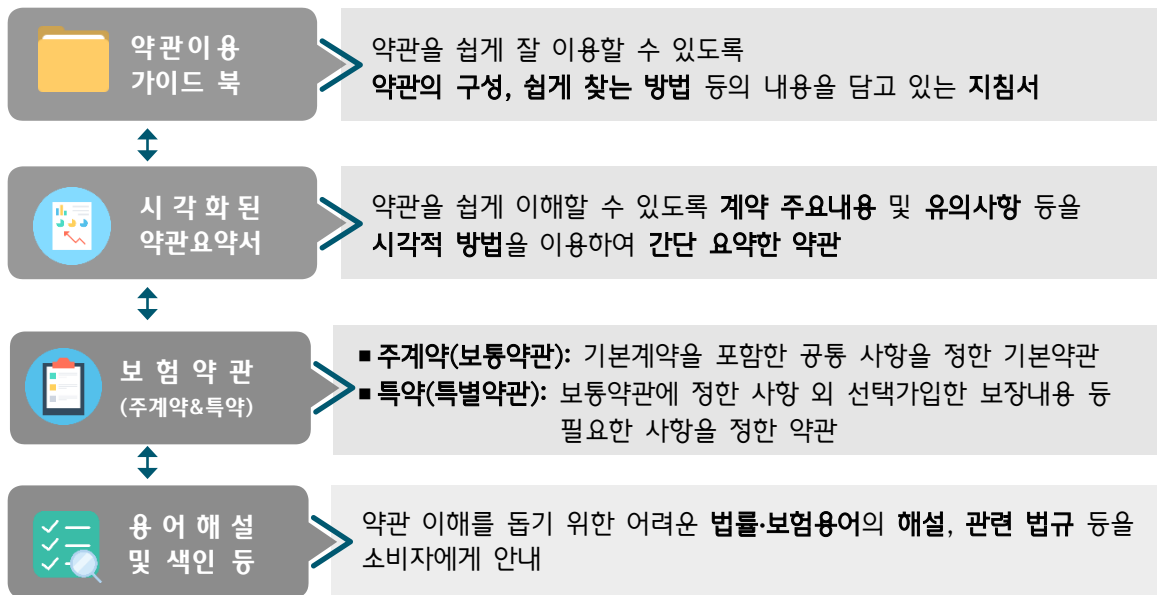 약관이용
가이드 북
약관을 쉽게 잘 이용할 수 있도록
약관의 구성, 쉽게 찾는 방법 등의 내용을 담고 있는 지침서
시 각 화 된
약관요약서
약관을 쉽게 이해할 수 있도록 계약 주요내용 및 유의사항 등을
시각적 방법을 이용하여 간단 요약한 약관
보 험 약 관
(주계약&특약)
▪ 주계약(보통약관): 기본계약을 포함한 공통 사항을 정한 기본약관
▪ 특약(특별약관): 보통약관에 정한 사항 외 선택가입한 보장내용 등
필요한 사항을 정한 약관
용 어 해 설
및 색인 등
약관 이해를 돕기 위한 어려운 법률·보험용어의 해설, 관련 법규 등을
소비자에게 안내